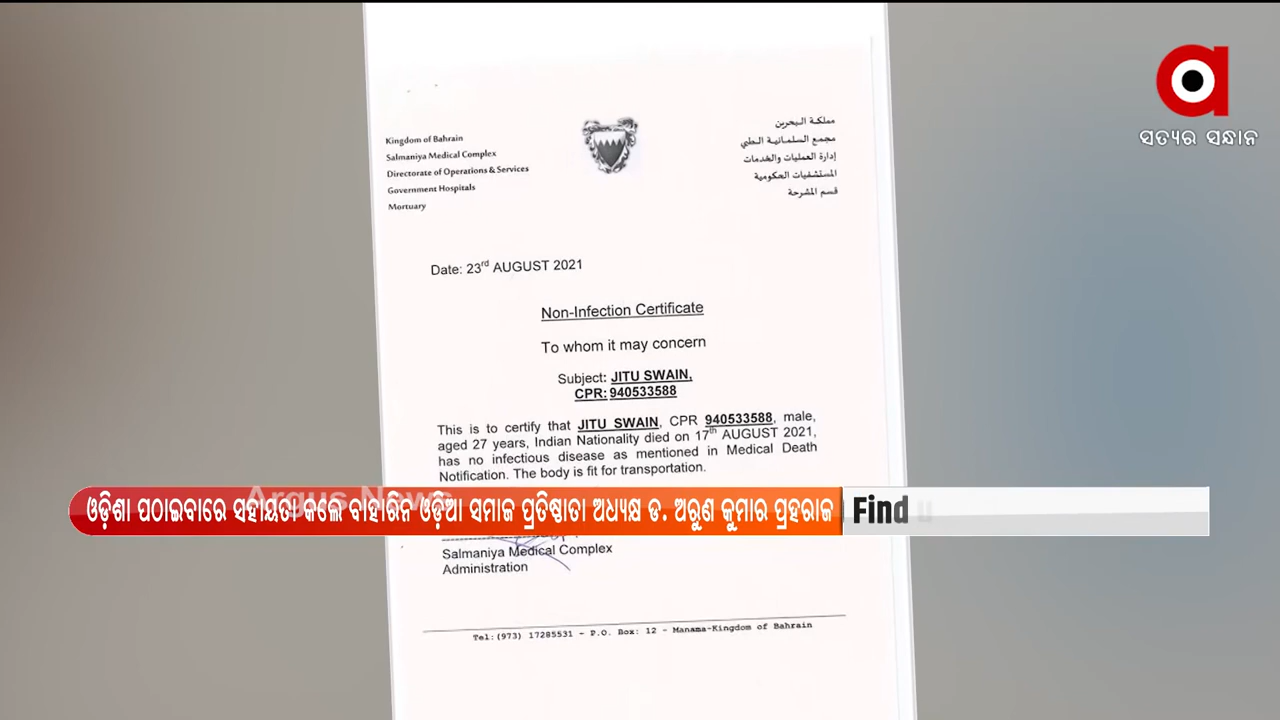 Kingdom of Bahrain
Salmaniya Medical Complex
Directorate of Operations & Services
Government Hospitals
Mortuary
مملكة البحرين
مجمع السلمانية الطبي
إدارة العمليات والخدمات
المستشفيات الحكومية
قسم المشرحة
ସତ୍ୟର ସନ୍ଧାନ
Date: 23rd AUGUST 2021
Non-Infection Certificate
To whom it may concern
Subject: JITU SWAIN,
CPR: 940533588
This is to certify that JITU SWAIN, CPR 940533588, male,
aged 27 years, Indian Nationality died on 17th AUGUST 2021,
has no infectious disease as mentioned in Medical Death
Notification. The body is fit for transportation.
Argus News
ଓଡ଼ିଶା ପଠାଇବାରେ ସହାୟତା କଲେ ବାହାରିନ ଓଡ଼ିଆ ସମାଜ ପ୍ରତିଷ୍ଠାତା ଅଧ୍ୟକ୍ଷ ଡ. ଅରୁଣ କୁମାର ପ୍ରହରାଜ
Find
Salmaniya Medical Complex
Administration
Tel:(973) 17285531 - P.O. Box: 12 - Manama-Kingdom of Bahrain